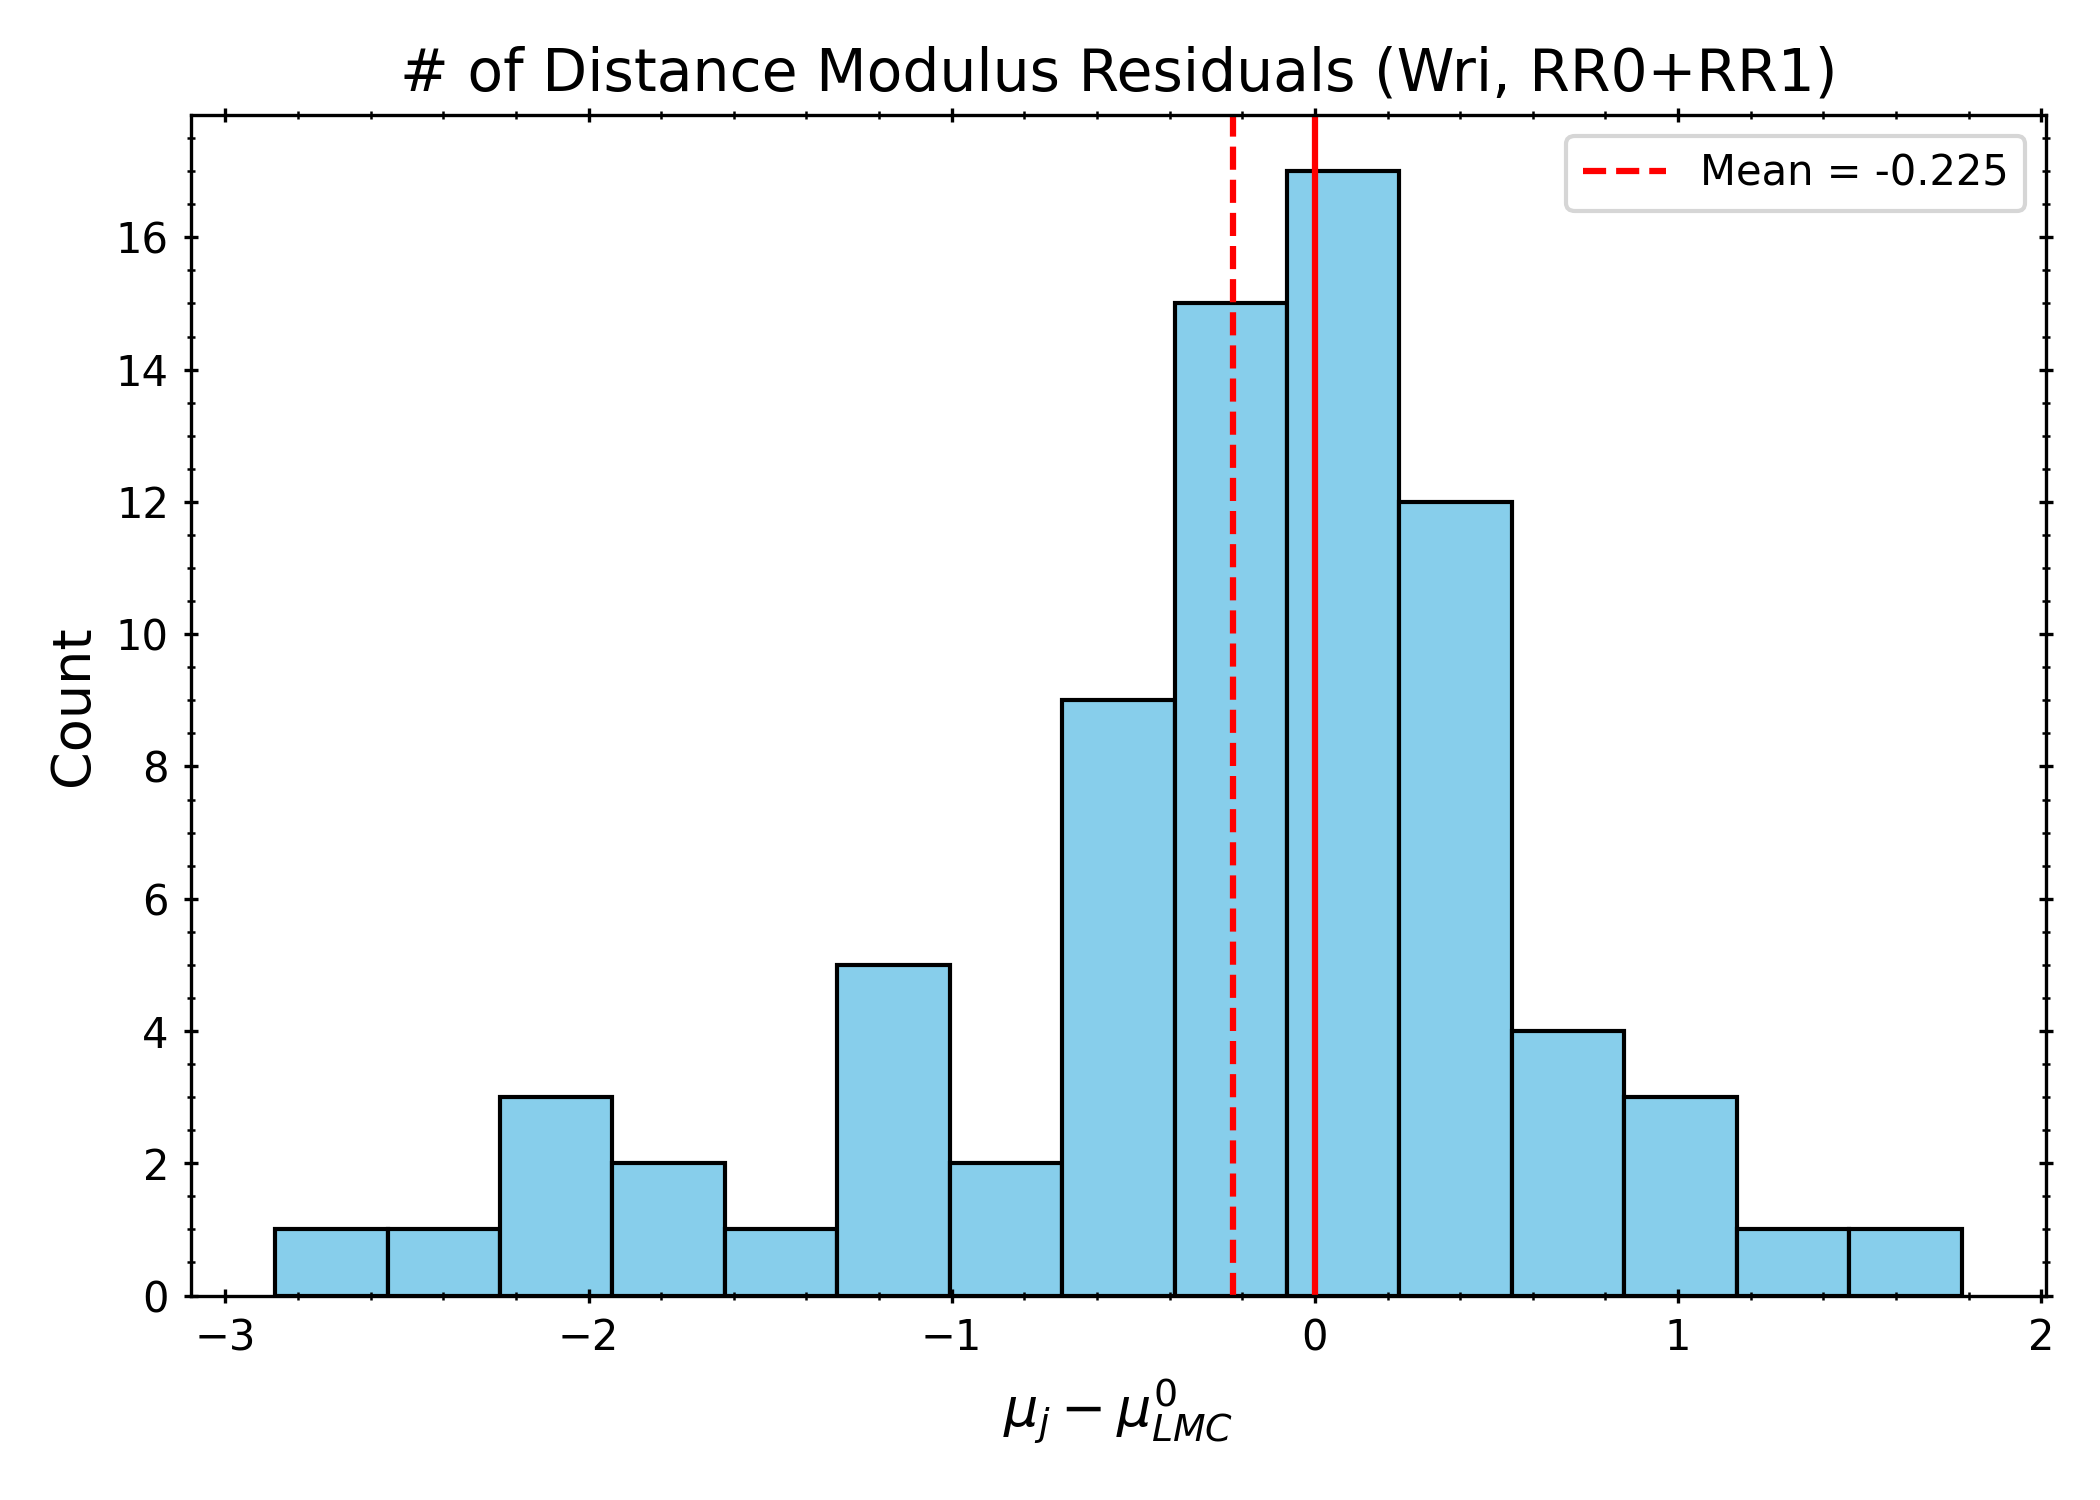 # of Distance Modulus Residuals (Wri, RR0+RR1)
Mean = -0.225
Count
16
14
12
10
8
6
4
2
0
−3 −2 −1 0 1 2
μj − μ⁰LMC